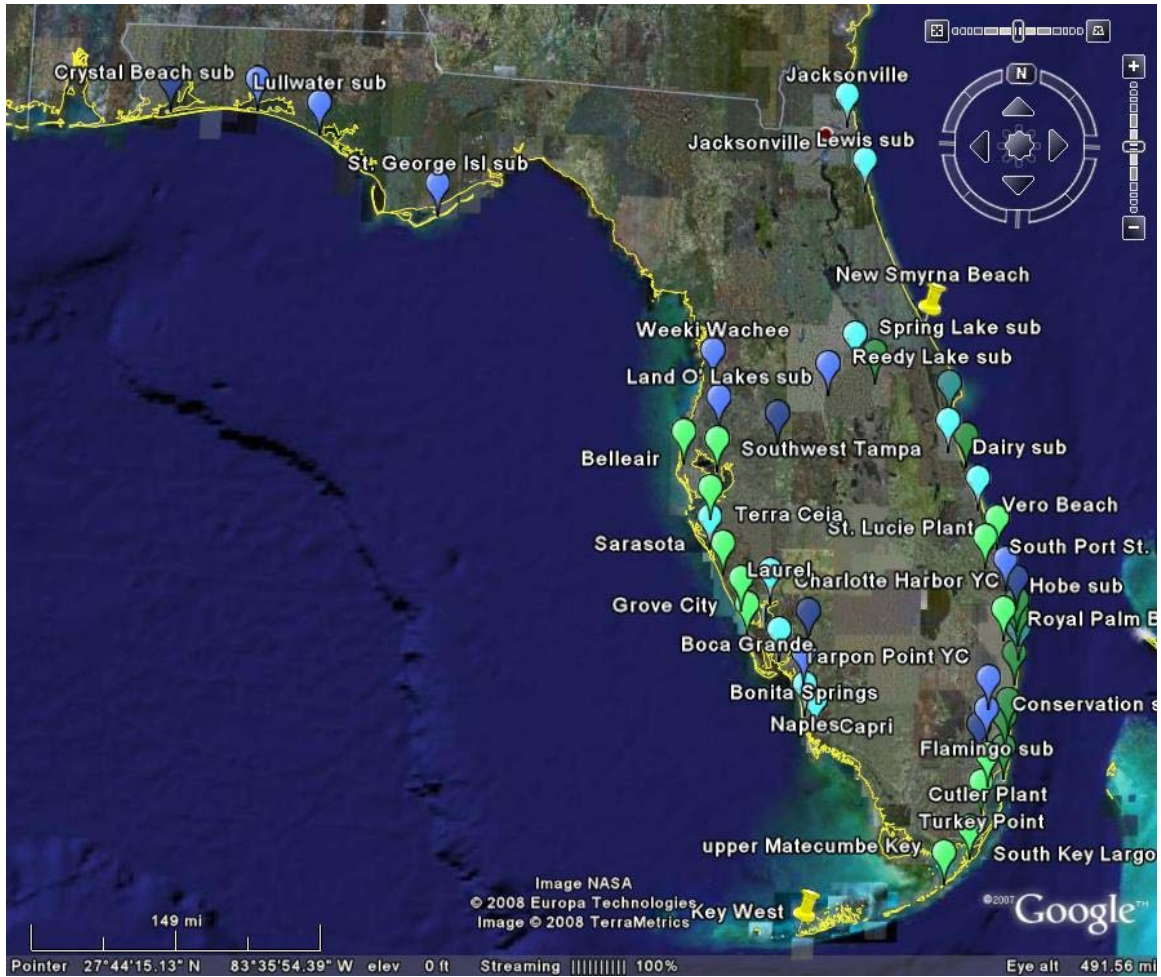 Crystal Beach sub
Lullwater sub
St. George Isl sub
Jacksonville
Jacksonville
Lewis sub
N
New Smyrna Beach
Weeki Wachee
Spring Lake sub
Reedy Lake sub
Land O' Lakes sub
Belleair
Southwest Tampa
Dairy sub
Terra Ceia
St. Lucie Plant
Vero Beach
Sarasota
South Port St.
Laurel
Charlotte Harbor YC
Hobe sub
Grove City
Royal Palm B
Boca Grande
Tarpon Point YC
Bonita Springs
Conservation s
Naples
Capri
Flamingo sub
Cutler Plant
Turkey Point
upper Matecumbe Key
South Key Largo
Key West
Image NASA
© 2008 Europa Technologies
Image © 2008 TerraMetrics
©2007 Google™
149 mi
Pointer 27°44'15.13" N 83°35'54.39" W elev 0 ft Streaming 100% Eye alt 491.56 mi